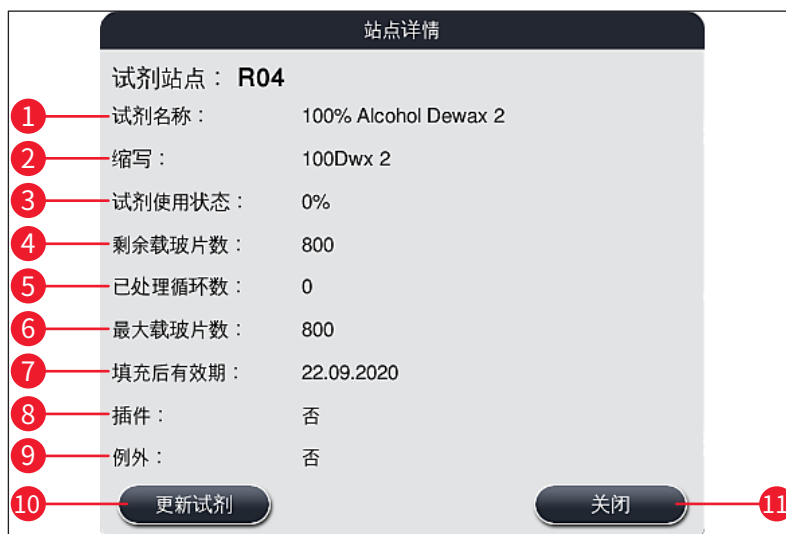 站点详情
试剂站点： R04
1 试剂名称： 100% Alcohol Dewax 2
2 缩写： 100Dwx 2
3 试剂使用状态： 0%
4 剩余载玻片数： 800
5 已处理循环数： 0
6 最大载玻片数： 800
7 填充后有效期： 22.09.2020
8 插件： 否
9 例外： 否
10 更新试剂 关闭 11